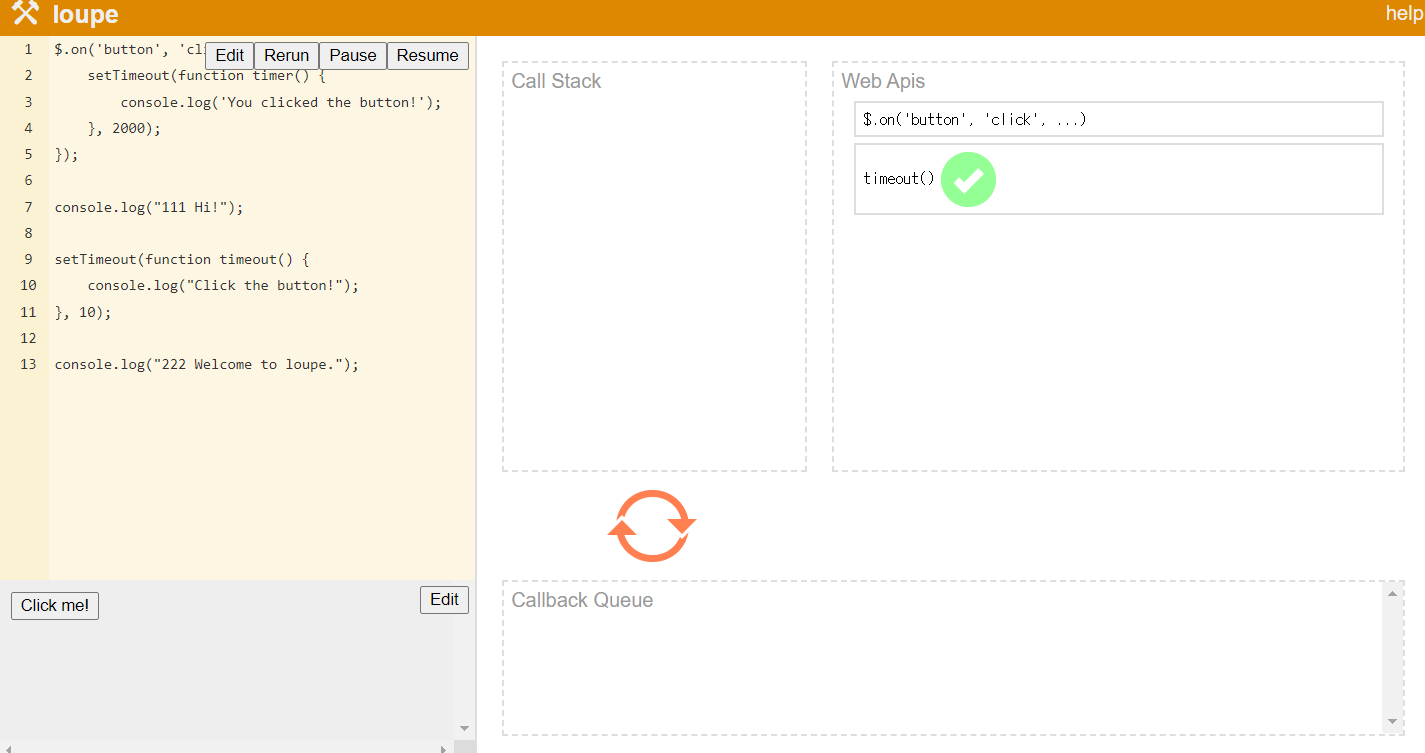 loupe
help
1 $.on('button', 'cl
Edit Rerun Pause Resume
2 setTimeout(function timer() {
3 console.log('You clicked the button!');
4 }, 2000);
5 });
6
7 console.log("111 Hi!");
8
9 setTimeout(function timeout() {
10 console.log("Click the button!");
11 }, 10);
12
13 console.log("222 Welcome to loupe.");
Click me!
Edit
Call Stack
Web Apis
$.on('button', 'click', ...)
timeout()
Callback Queue